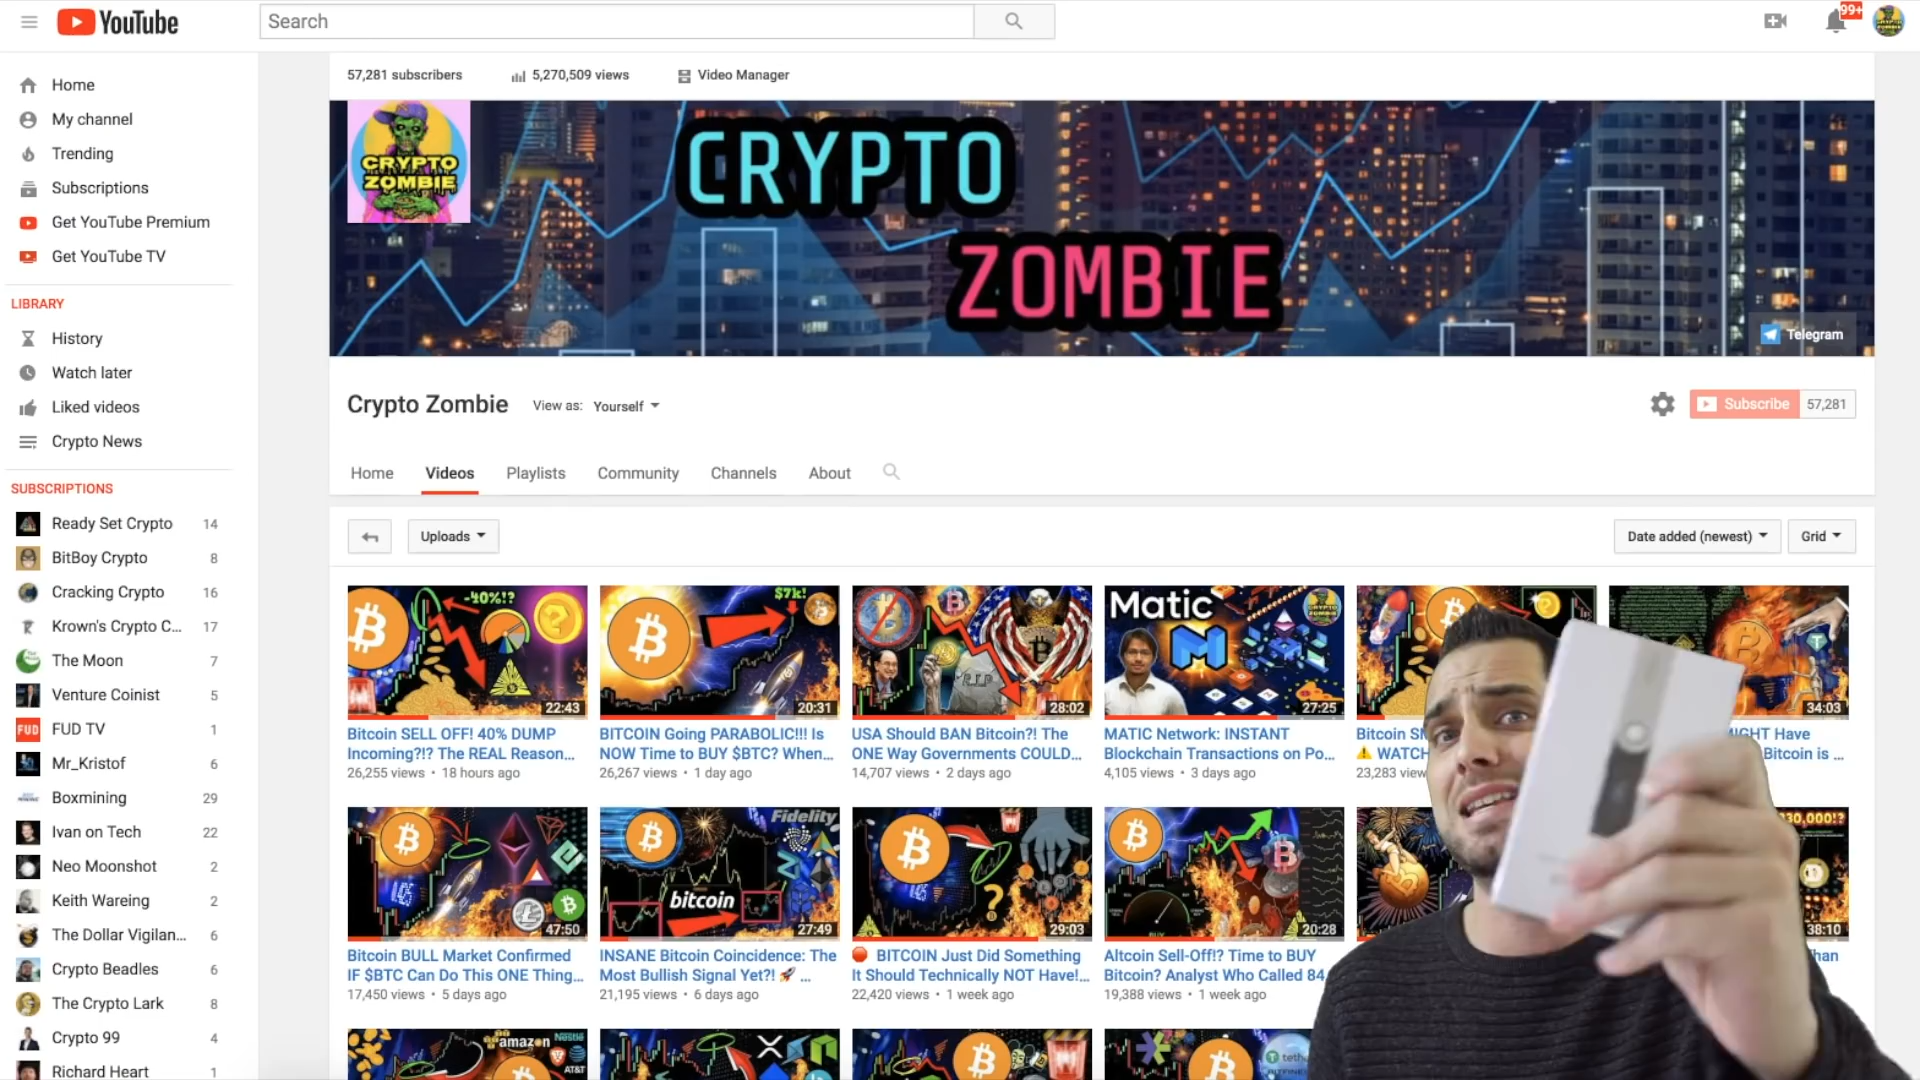 YouTube
Search
99+
Home
My channel
Trending
Subscriptions
Get YouTube Premium
Get YouTube TV
LIBRARY
History
Watch later
Liked videos
Crypto News
SUBSCRIPTIONS
Ready Set Crypto 14
BitBoy Crypto 8
Cracking Crypto 16
Krown's Crypto C... 17
The Moon 7
Venture Coinist 5
FUD FUD TV 1
Mr_Kristof 6
Boxmining 29
Ivan on Tech 22
Neo Moonshot 2
Keith Wareing 2
The Dollar Vigilan... 6
Crypto Beadles 6
The Crypto Lark 8
Crypto 99 4
Richard Heart 1
57,281 subscribers 5,270,509 views Video Manager
CRYPTO
ZOMBIE
CRYPTO
ZOMBIE
Telegram
Crypto Zombie View as: Yourself
Subscribe 57,281
Home Videos Playlists Community Channels About
Uploads Date added (newest) Grid
-40%!?
22:43
Bitcoin SELL OFF! 40% DUMP
Incoming?!? The REAL Reason...
26,255 views • 18 hours ago
$7k!
20:31
BITCOIN Going PARABOLIC!!! Is
NOW Time to BUY $BTC? When...
26,267 views • 1 day ago
R.I.P
28:02
USA Should BAN Bitcoin?! The
ONE Way Governments COULD...
14,707 views • 2 days ago
Matic
27:25
MATIC Network: INSTANT
Blockchain Transactions on Po...
4,105 views • 3 days ago
Bitcoin
WATCH
23,283
34:03
Have
Bitcoin is ...
47:50
Bitcoin BULL Market Confirmed
IF $BTC Can Do This ONE Thing...
17,450 views • 5 days ago
Fidelity
bitcoin
27:49
INSANE Bitcoin Coincidence: The
Most Bullish Signal Yet?! 🚀 ...
21,195 views • 6 days ago
29:03
BITCOIN Just Did Something
It Should Technically NOT Have!...
22,420 views • 1 week ago
BUY
20:28
Altcoin Sell-Off!? Time to BUY
Bitcoin? Analyst Who Called 84
19,388 views • 1 week ago
38:10
amazon
Nestle
AT&T